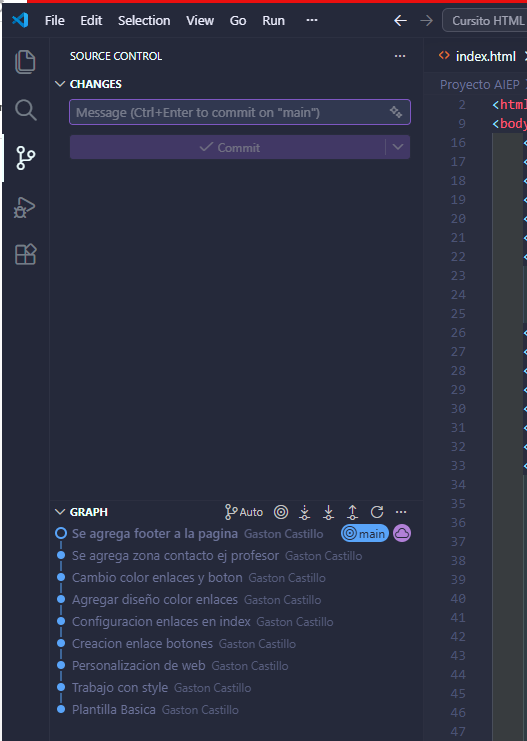 File Edit Selection View Go Run ··· ← → Cursito HTML
SOURCE CONTROL ···
index.html
CHANGES
Proyecto AIEP
Message (Ctrl+Enter to commit on "main")
Commit
2 <html
9 <body
16 <
17 <
18 <
19 <
20 <
21 <
22 <
23
24
25
26 <
27 <
28 <
29 <
30 <
31 <
32 <
33 <
34
35
36
37
38
39
40
41
42
43
44
45
46
47
GRAPH Auto ···
Se agrega footer a la pagina Gaston Castillo main
Se agrega zona contacto ej profesor Gaston Castillo
Cambio color enlaces y boton Gaston Castillo
Agregar diseño color enlaces Gaston Castillo
Configuracion enlaces en index Gaston Castillo
Creacion enlace botones Gaston Castillo
Personalizacion de web Gaston Castillo
Trabajo con style Gaston Castillo
Plantilla Basica Gaston Castillo